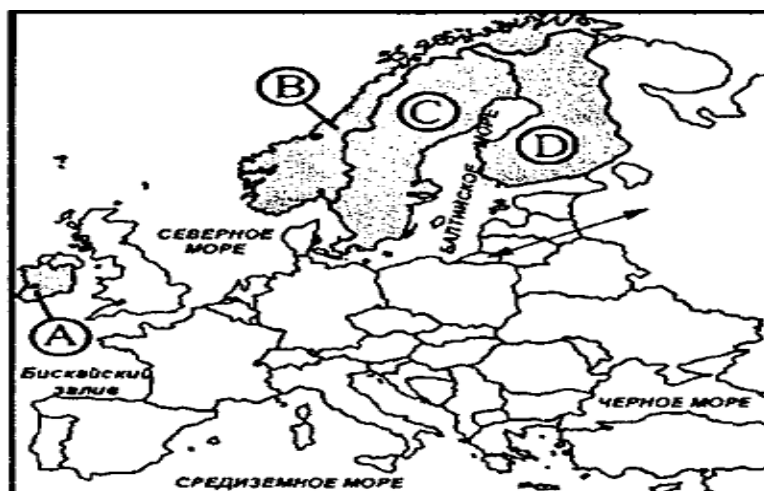 B
C
D
БАЛТИЙСКОЕ МОРЕ
СЕВЕРНОЕ
МОРЕ
A
Бискайский
залив
ЧЕРНОЕ МОРЕ
СРЕДИЗЕМНОЕ МОРЕ